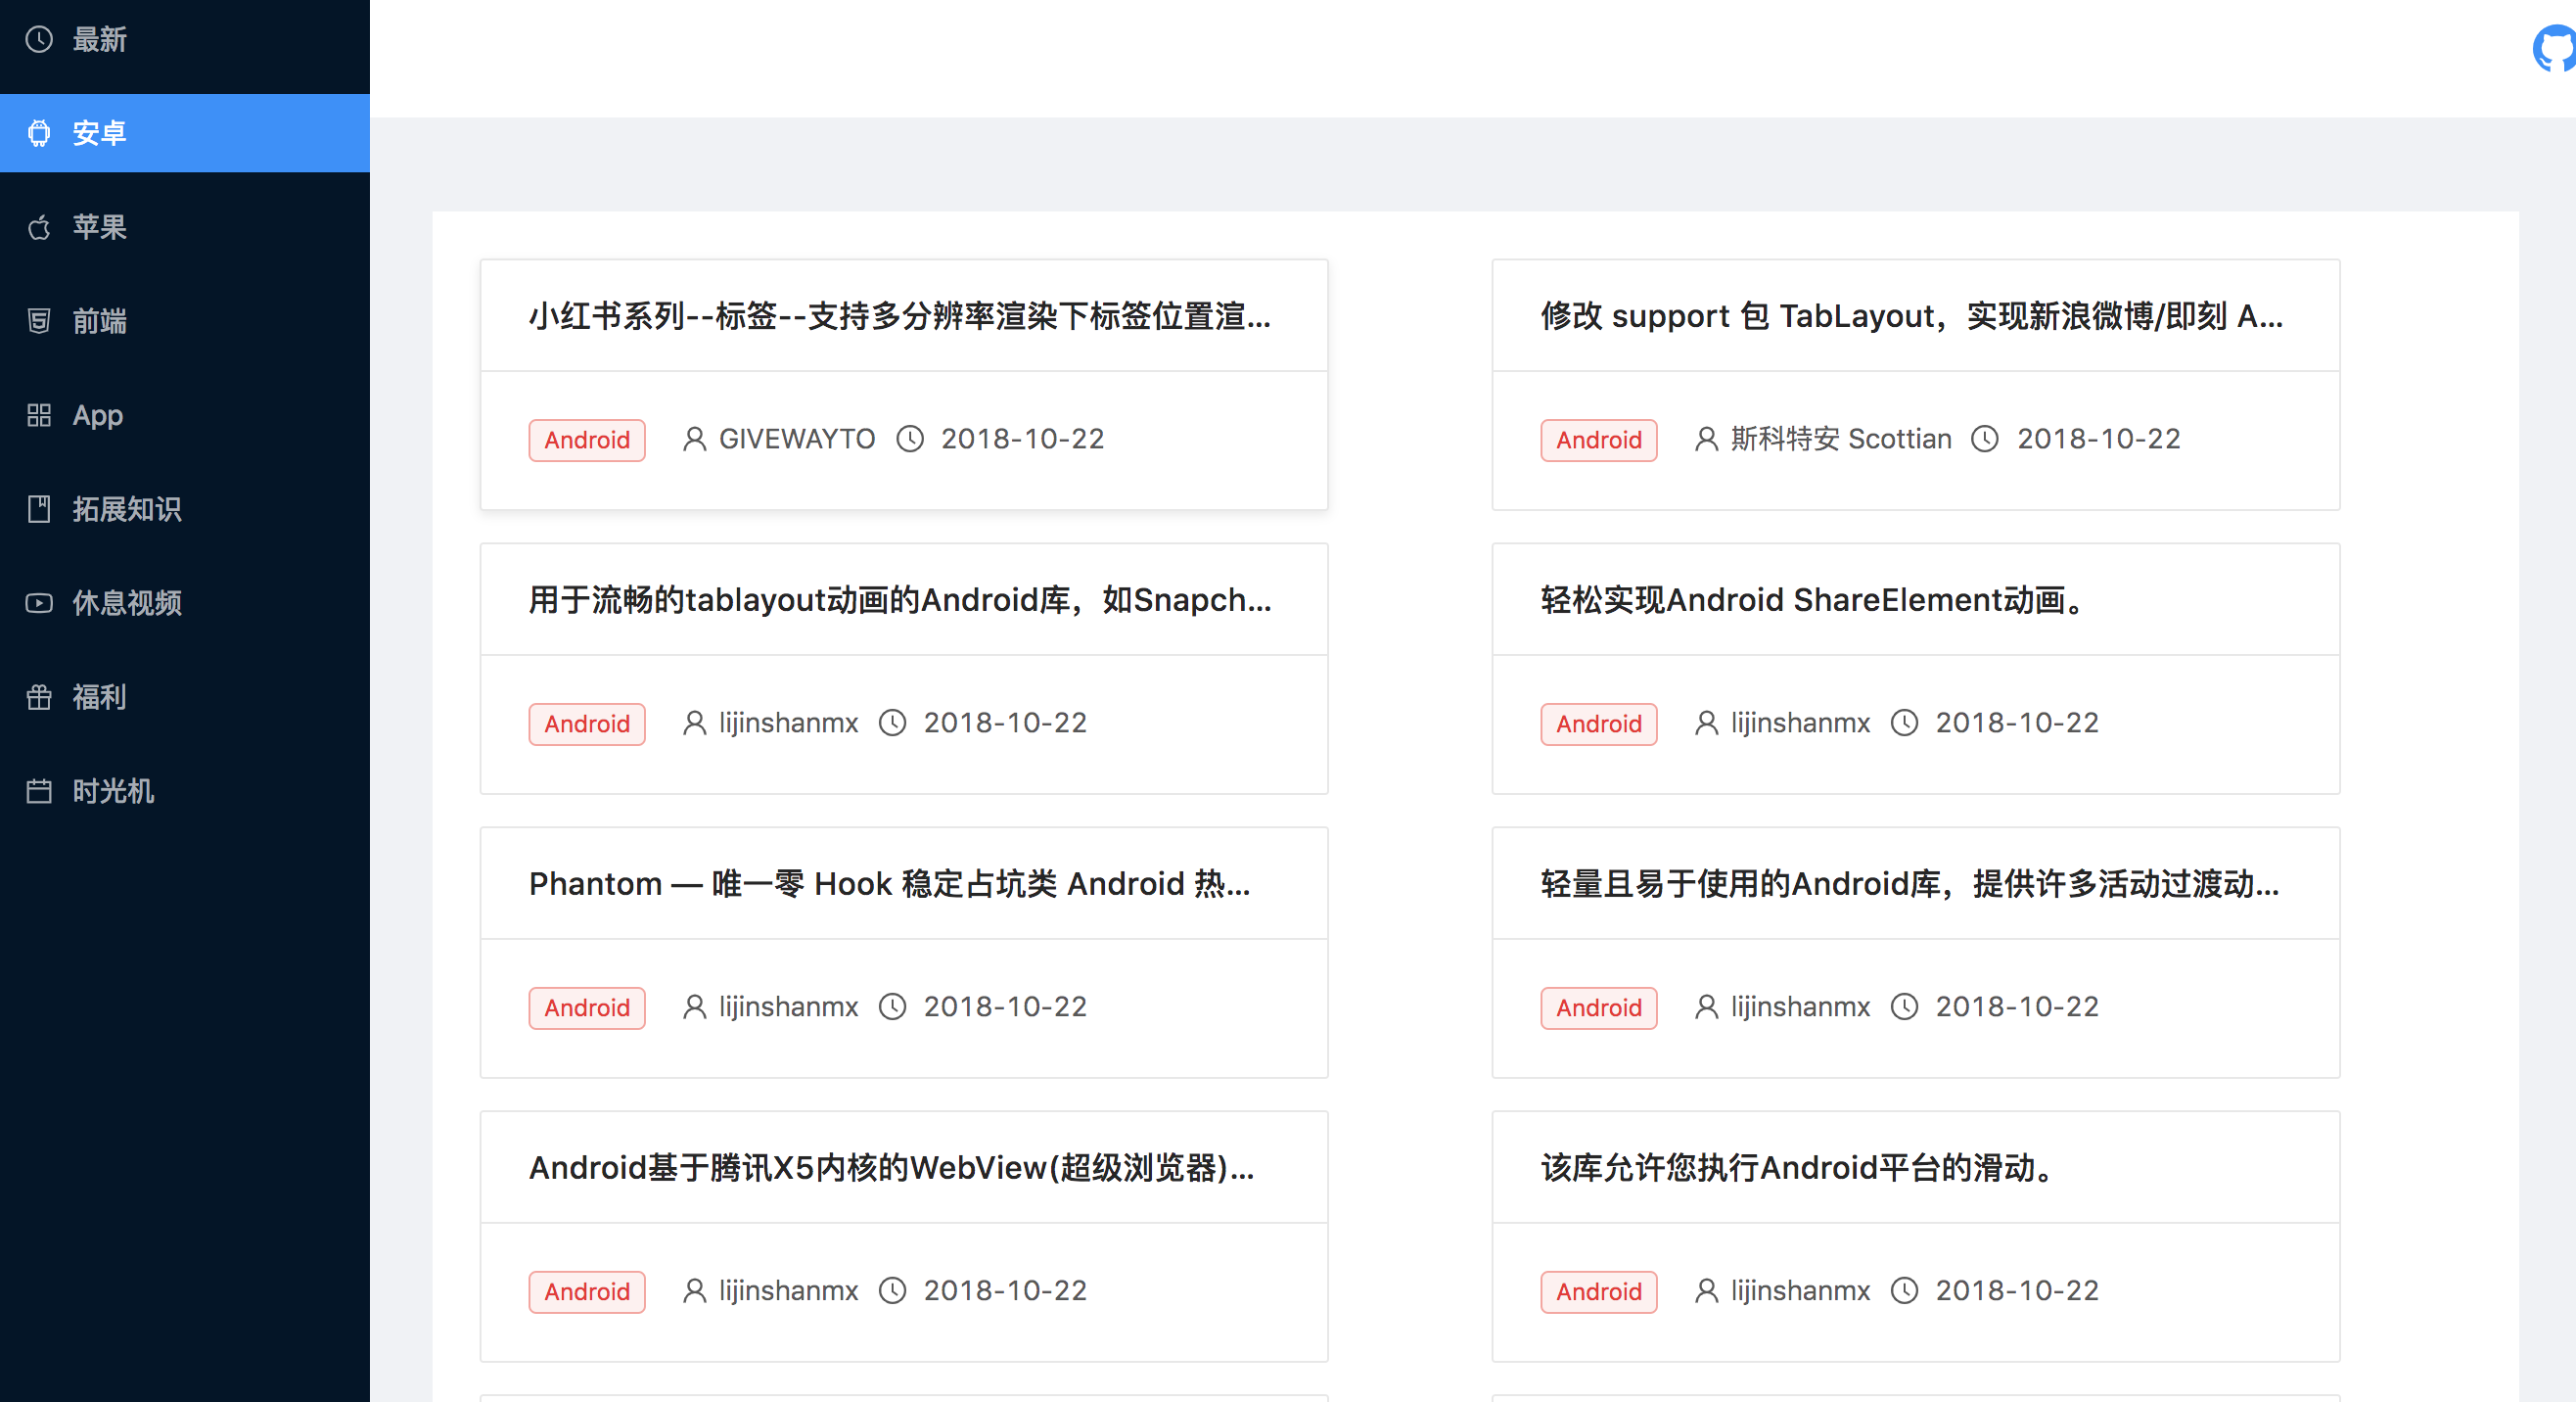 最新
安卓
苹果
前端
App
拓展知识
休息视频
福利
时光机
小红书系列--标签--支持多分辨率渲染下标签位置渲...
Android GIVEWAYTO 2018-10-22
修改 support 包 TabLayout，实现新浪微博/即刻 A...
Android 斯科特安 Scottian 2018-10-22
用于流畅的tablayout动画的Android库，如Snapch...
Android lijinshanmx 2018-10-22
轻松实现Android ShareElement动画。
Android lijinshanmx 2018-10-22
Phantom — 唯一零 Hook 稳定占坑类 Android 热...
Android lijinshanmx 2018-10-22
轻量且易于使用的Android库，提供许多活动过渡动...
Android lijinshanmx 2018-10-22
Android基于腾讯X5内核的WebView(超级浏览器)...
Android lijinshanmx 2018-10-22
该库允许您执行Android平台的滑动。
Android lijinshanmx 2018-10-22